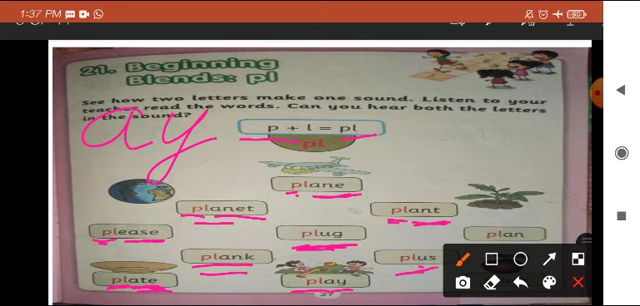 1:37 PM
80
21. Beginning
Blends: pl
See how two letters make one sound. Listen to your
teacher read the words. Can you hear both the letters
in the sound?
ay
p + l = pl
pl
plane
planet
plant
please
plug
plan
plank
plus
plate
play
27